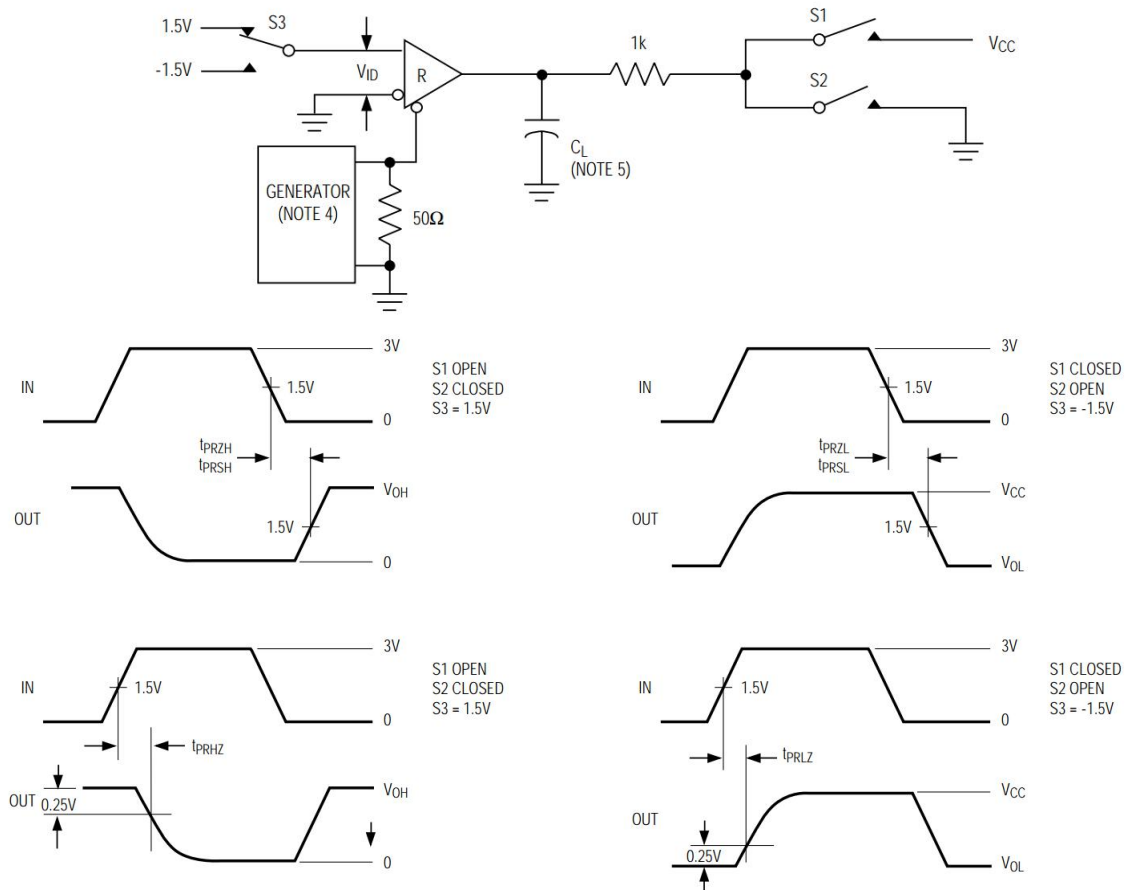 1.5V
S3
-1.5V
VID
R
1k
S1
VCC
S2
CL
(NOTE 5)
GENERATOR
(NOTE 4)
50Ω
IN
3V
1.5V
0
S1 OPEN
S2 CLOSED
S3 = 1.5V
tPRZH
tPRSH
OUT
VOH
1.5V
0
IN
3V
1.5V
0
S1 CLOSED
S2 OPEN
S3 = -1.5V
tPRZL
tPRSL
OUT
VCC
1.5V
VOL
IN
3V
1.5V
0
S1 OPEN
S2 CLOSED
S3 = 1.5V
tPRHZ
OUT
0.25V
VOH
0
IN
3V
1.5V
0
S1 CLOSED
S2 OPEN
S3 = -1.5V
tPRLZ
OUT
0.25V
VCC
VOL